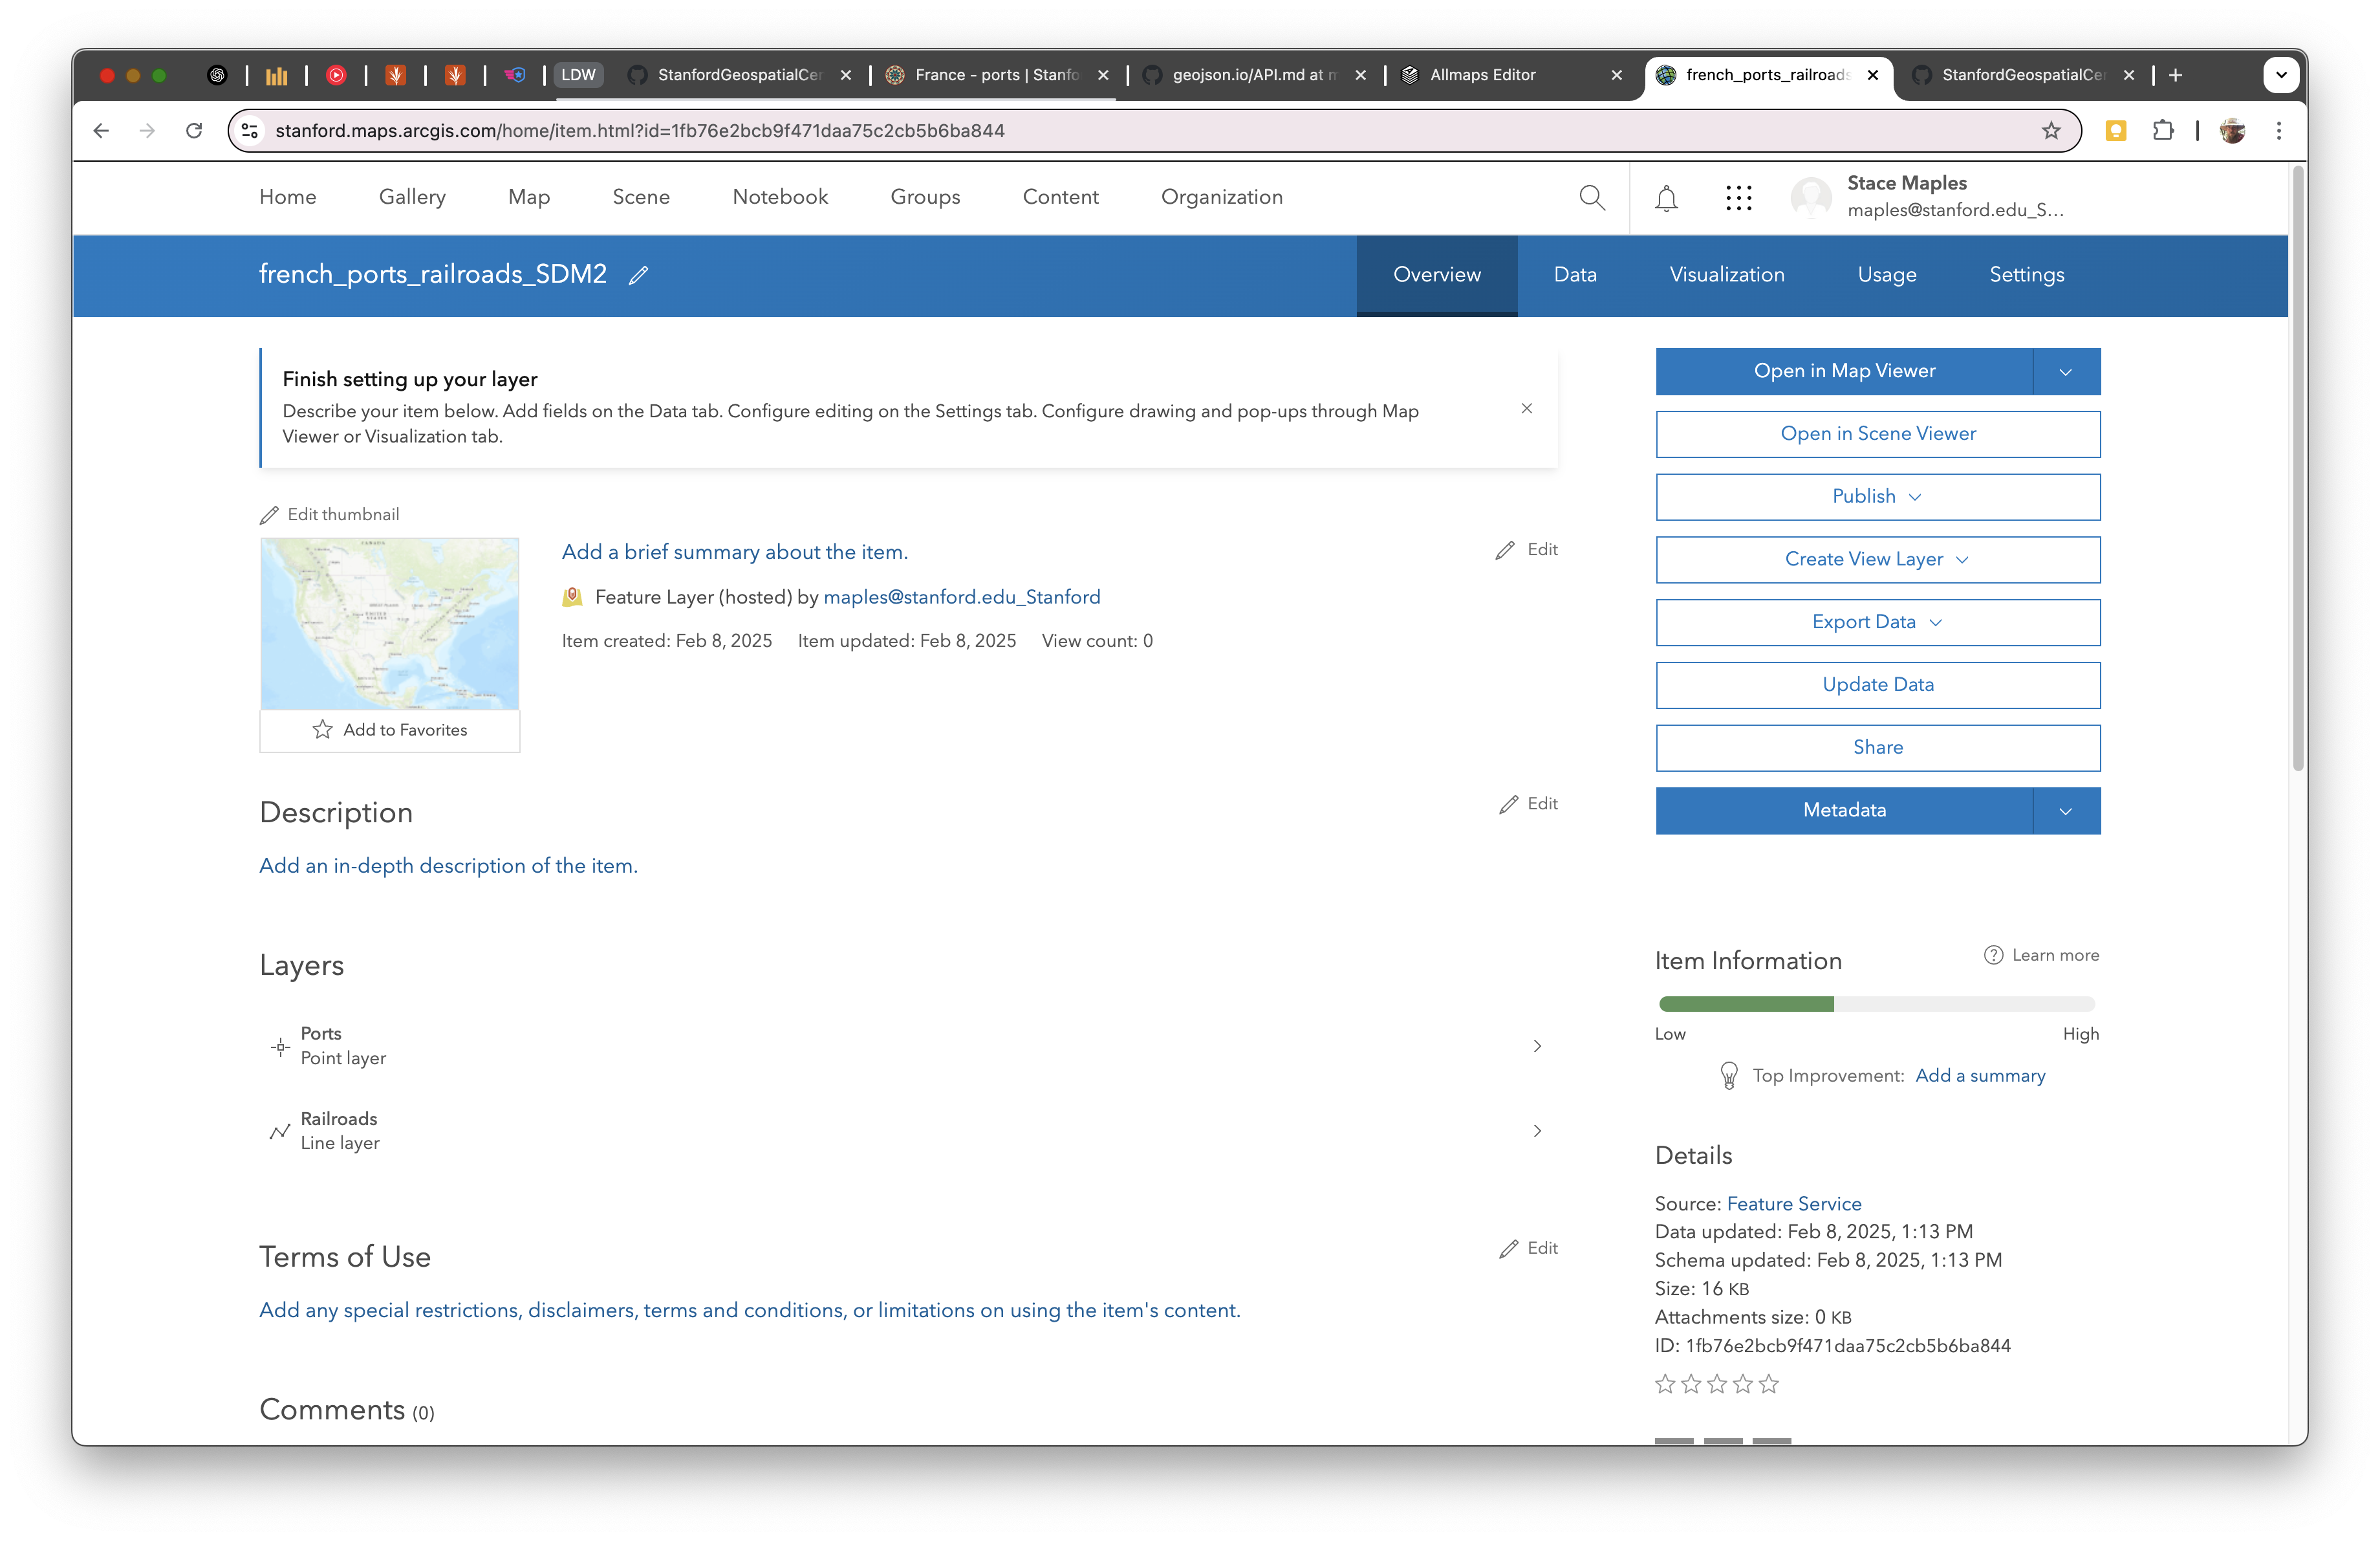 LDW
StanfordGeospatialCer
France - ports | Stanfo
geojson.io/API.md at m
Allmaps Editor
french_ports_railroads
StanfordGeospatialCer
stanford.maps.arcgis.com/home/item.html?id=1fb76e2bcb9f471daa75c2cb5b6ba844
Home
Gallery
Map
Scene
Notebook
Groups
Content
Organization
Stace Maples
maples@stanford.edu_S...
french_ports_railroads_SDM2
Overview
Data
Visualization
Usage
Settings
Finish setting up your layer
Describe your item below. Add fields on the Data tab. Configure editing on the Settings tab. Configure drawing and pop-ups through Map
Viewer or Visualization tab.
Edit thumbnail
Add to Favorites
Add a brief summary about the item.
Edit
Feature Layer (hosted) by maples@stanford.edu_Stanford
Item created: Feb 8, 2025
Item updated: Feb 8, 2025
View count: 0
Description
Edit
Add an in-depth description of the item.
Layers
Ports
Point layer
Railroads
Line layer
Terms of Use
Edit
Add any special restrictions, disclaimers, terms and conditions, or limitations on using the item's content.
Comments (0)
Open in Map Viewer
Open in Scene Viewer
Publish
Create View Layer
Export Data
Update Data
Share
Metadata
Item Information
Learn more
Low
High
Top Improvement: Add a summary
Details
Source: Feature Service
Data updated: Feb 8, 2025, 1:13 PM
Schema updated: Feb 8, 2025, 1:13 PM
Size: 16 KB
Attachments size: 0 KB
ID: 1fb76e2bcb9f471daa75c2cb5b6ba844